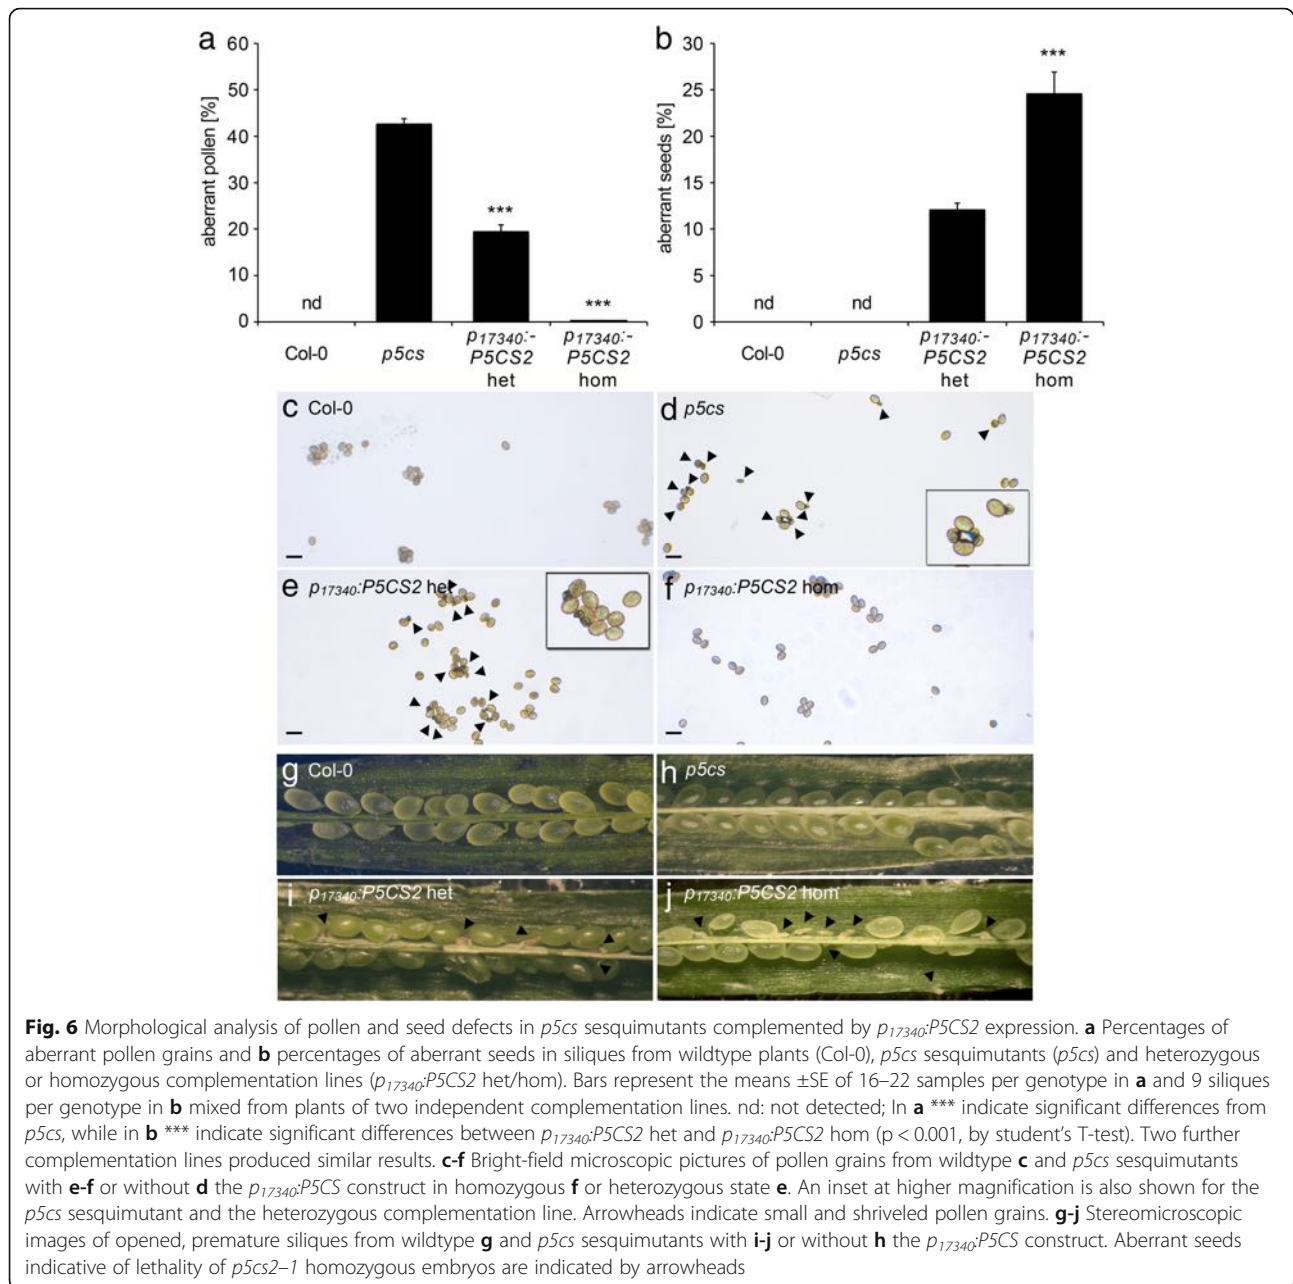 a
b
60
50
40
30
20
10
0
aberrant pollen [%]
nd
***
***
Col-0
p5cs
p17340:-
P5CS2
het
p17340:-
P5CS2
hom
30
25
20
15
10
5
0
aberrant seeds [%]
nd
nd
***
Col-0
p5cs
p17340:-
P5CS2
het
p17340:-
P5CS2
hom
c Col-0
d p5cs
e p17340:P5CS2 het
f p17340:P5CS2 hom
g Col-0
h p5cs
i p17340:P5CS2 het
j p17340:P5CS2 hom
Fig. 6 Morphological analysis of pollen and seed defects in p5cs sesquimutants complemented by p17340:P5CS2 expression. a Percentages of
aberrant pollen grains and b percentages of aberrant seeds in siliques from wildtype plants (Col-0), p5cs sesquimutants (p5cs) and heterozygous
or homozygous complementation lines (p17340:P5CS2 het/hom). Bars represent the means ±SE of 16–22 samples per genotype in a and 9 siliques
per genotype in b mixed from plants of two independent complementation lines. nd: not detected; In a *** indicate significant differences from
p5cs, while in b *** indicate significant differences between p17340:P5CS2 het and p17340:P5CS2 hom (p < 0.001, by student's T-test). Two further
complementation lines produced similar results. c-f Bright-field microscopic pictures of pollen grains from wildtype c and p5cs sesquimutants
with e-f or without d the p17340:P5CS construct in homozygous f or heterozygous state e. An inset at higher magnification is also shown for the
p5cs sesquimutant and the heterozygous complementation line. Arrowheads indicate small and shriveled pollen grains. g-j Stereomicroscopic
images of opened, premature siliques from wildtype g and p5cs sesquimutants with i-j or without h the p17340:P5CS construct. Aberrant seeds
indicative of lethality of p5cs2–1 homozygous embryos are indicated by arrowheads